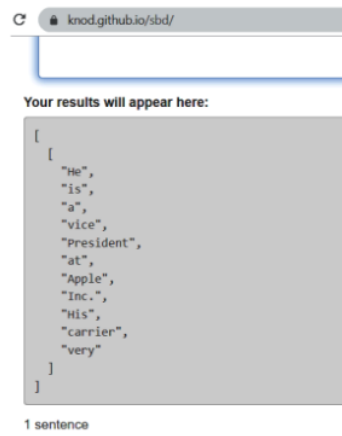 knod.github.io/sbd/
Your results will appear here:
[
[
"He",
"is",
"a",
"vice",
"President",
"at",
"Apple",
"Inc.",
"His",
"carrier",
"very"
]
]
1 sentence